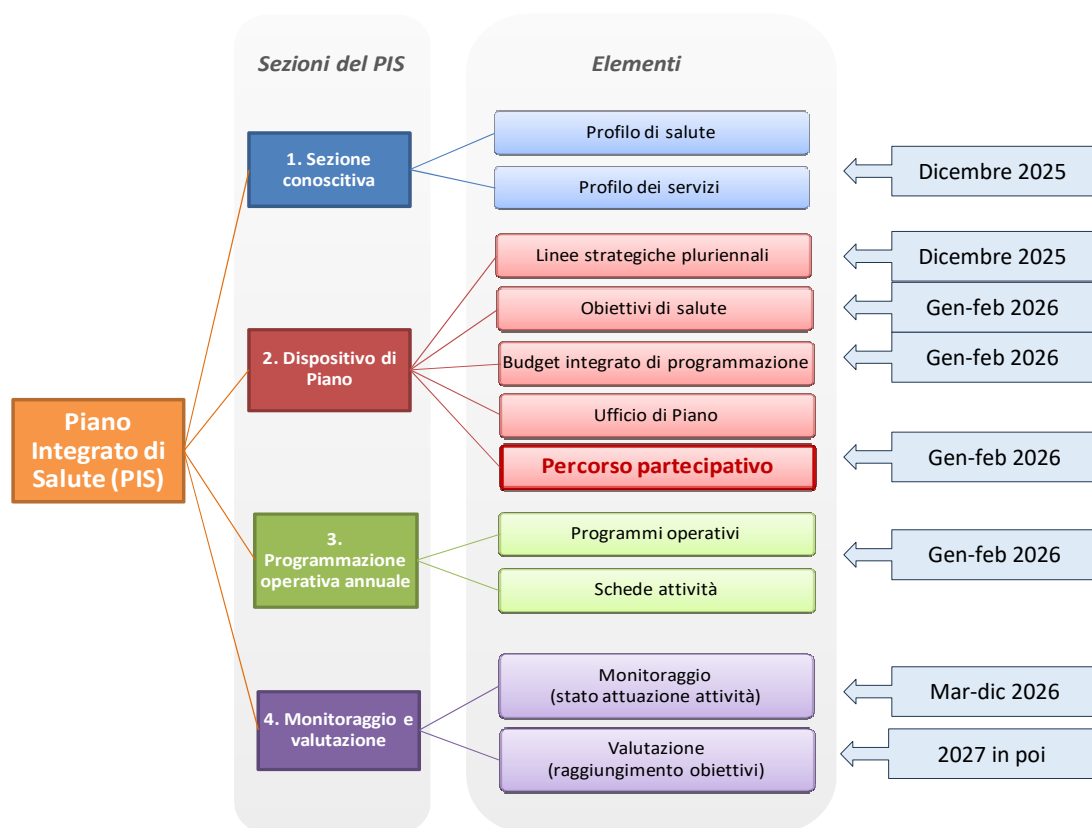 Sezioni del PIS
Elementi
Piano
Integrato di
Salute (PIS)
1. Sezione
conoscitiva
Profilo di salute
Profilo dei servizi
Dicembre 2025
2. Dispositivo di
Piano
Linee strategiche pluriennali
Dicembre 2025
Obiettivi di salute
Gen-feb 2026
Budget integrato di programmazione
Gen-feb 2026
Ufficio di Piano
Percorso partecipativo
Gen-feb 2026
3.
Programmazione
operativa annuale
Programmi operativi
Schede attività
Gen-feb 2026
4. Monitoraggio e
valutazione
Monitoraggio
(stato attuazione attività)
Mar-dic 2026
Valutazione
(raggiungimento obiettivi)
2027 in poi